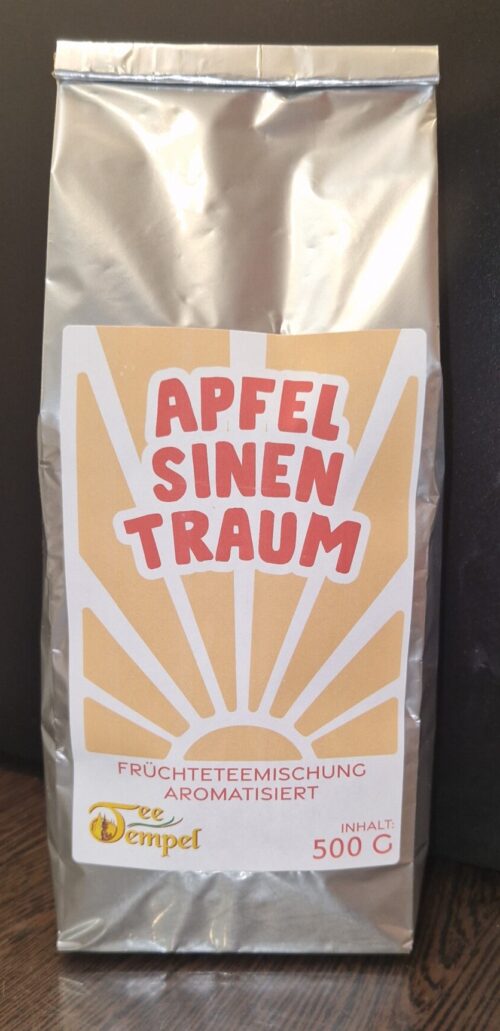 APFEL
SINEN
TRAUM
FRÜCHTETEEMISCHUNG
AROMATISIERT
Tee
Tempel
INHALT:
500 G